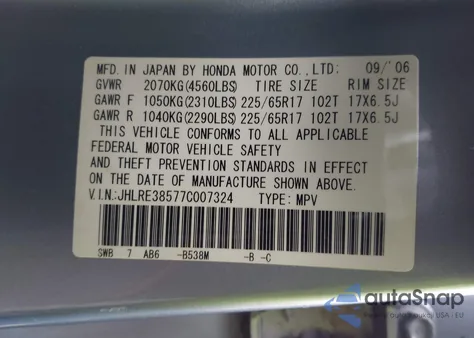 MFD. IN JAPAN BY HONDA MOTOR CO., LTD: 09/'06
GVWR 2070KG(4560LBS) TIRE SIZE RIM SIZE
GAWR F 1050KG(2310LBS) 225/65R17 102T 17X6.5J
GAWR R 1040KG(2290LBS) 225/65R17 102T 17X6.5J
THIS VEHICLE CONFORMS TO ALL APPLICABLE
FEDERAL MOTOR VEHICLE SAFETY
AND THEFT PREVENTION STANDARDS IN EFFECT
ON THE DATE OF MANUFACTURE SHOWN ABOVE.
V.I.N:JHLRE38577C007324 TYPE: MPV
SWB 7 AB6 -B538M -B -C
autoSnap